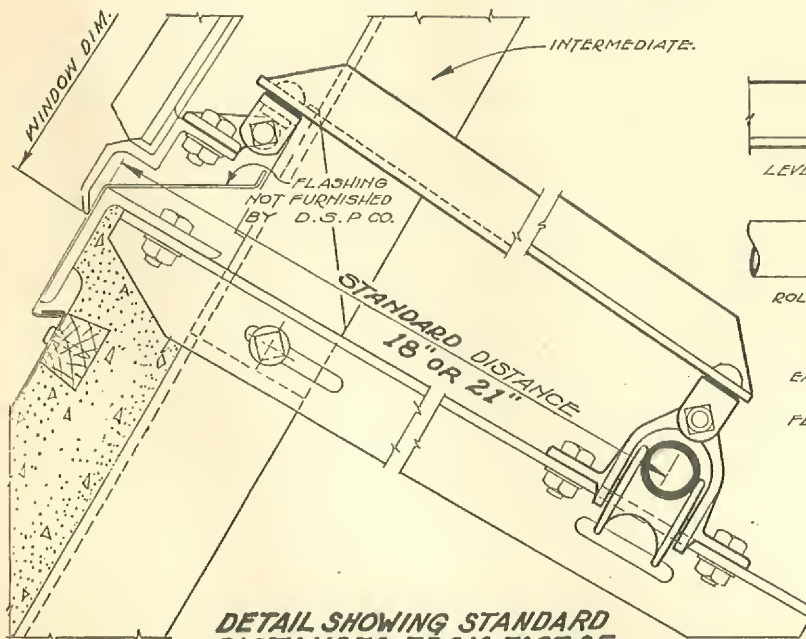 WINDOW DIM.
INTERMEDIATE.
FLASHING
NOT FURNISHED
BY D.S.P CO.
STANDARD DISTANCE
18" OR 21"
DETAIL SHOWING STANDARD